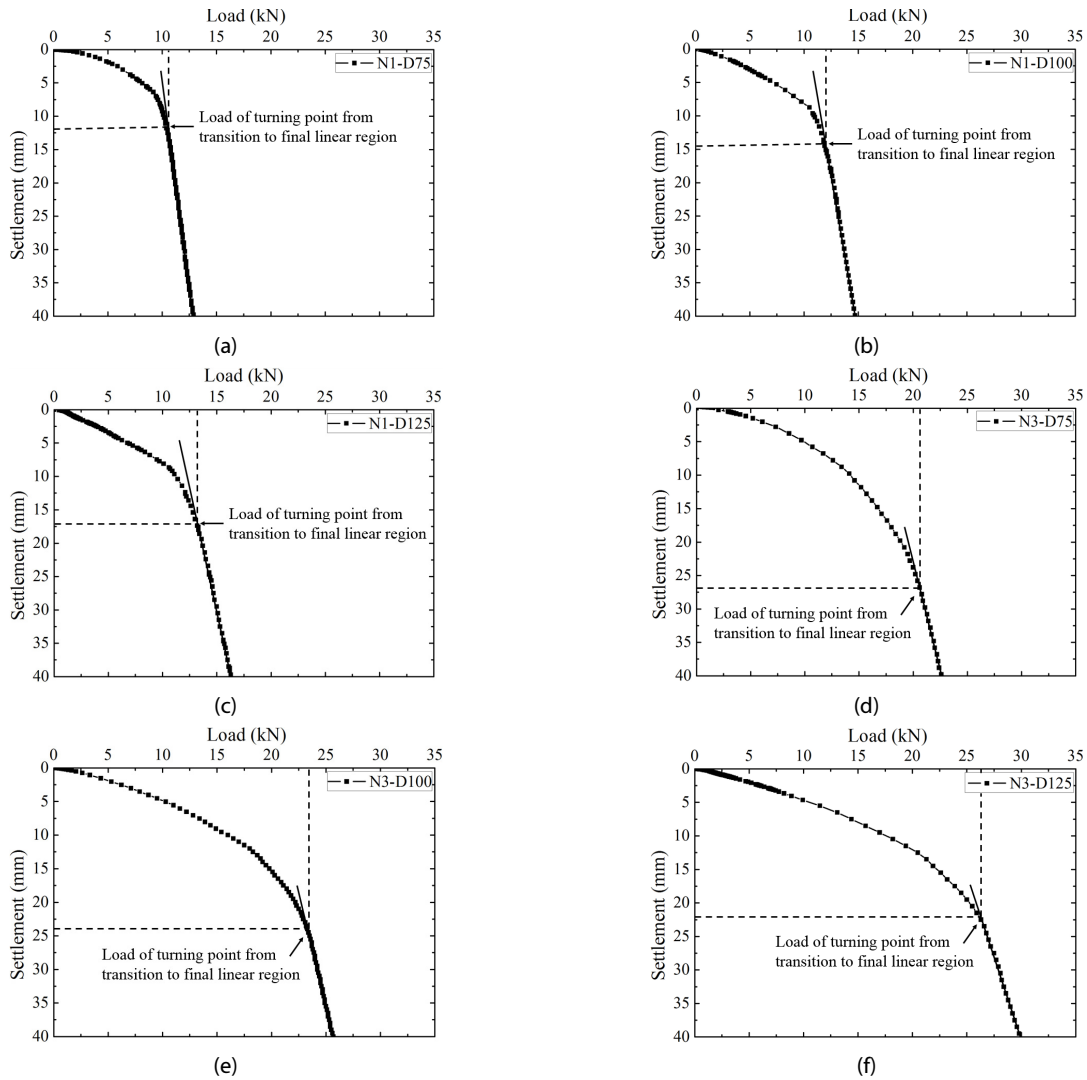 Load (kN)
0 5 10 15 20 25 30 35
0
5
10
15
20
25
30
35
40
Settlement (mm)
N1-D75
Load of turning point from
transition to final linear region
(a)
Load (kN)
0 5 10 15 20 25 30 35
0
5
10
15
20
25
30
35
40
Settlement (mm)
N1-D100
Load of turning point from
transition to final linear region
(b)
Load (kN)
0 5 10 15 20 25 30 35
0
5
10
15
20
25
30
35
40
Settlement (mm)
N1-D125
Load of turning point from
transition to final linear region
(c)
Load (kN)
0 5 10 15 20 25 30 35
0
5
10
15
20
25
30
35
40
Settlement (mm)
N3-D75
Load of turning point from
transition to final linear region
(d)
Load (kN)
0 5 10 15 20 25 30 35
0
5
10
15
20
25
30
35
40
Settlement (mm)
N3-D100
Load of turning point from
transition to final linear region
(e)
Load (kN)
0 5 10 15 20 25 30 35
0
5
10
15
20
25
30
35
40
Settlement (mm)
N3-D125
Load of turning point from
transition to final linear region
(f)